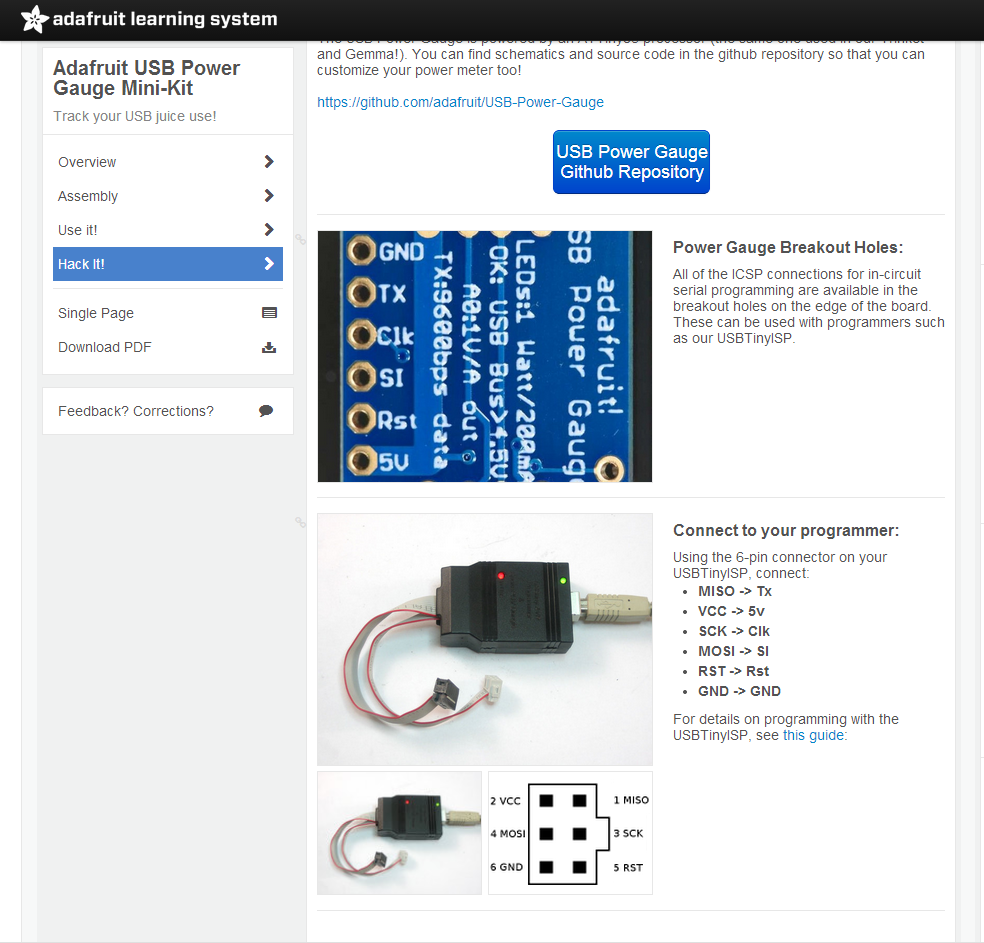 adafruit learning system
Adafruit USB Power
Gauge Mini-Kit
Track your USB juice use!
Overview
Assembly
Use it!
Hack It!
Single Page
Download PDF
Feedback? Corrections?
and Gemma!). You can find schematics and source code in the github repository so that you can
customize your power meter too!
https://github.com/adafruit/USB-Power-Gauge
USB Power Gauge
Github Repository
GND
TX
Clk
SI
Rst
5V
TX:9600bps data
A0:1V/A out
OK: USB Bus>4.5V
LEDs:1 Watt/200mA
SB Power Gauge
adafruit!
Power Gauge Breakout Holes:
All of the ICSP connections for in-circuit
serial programming are available in the
breakout holes on the edge of the board.
These can be used with programmers such
as our USBTinyISP.
Connect to your programmer:
Using the 6-pin connector on your
USBTinyISP, connect:
• MISO -> Tx
• VCC -> 5v
• SCK -> Clk
• MOSI -> SI
• RST -> Rst
• GND -> GND
For details on programming with the
USBTinyISP, see this guide:
2 VCC 1 MISO
4 MOSI 3 SCK
6 GND 5 RST